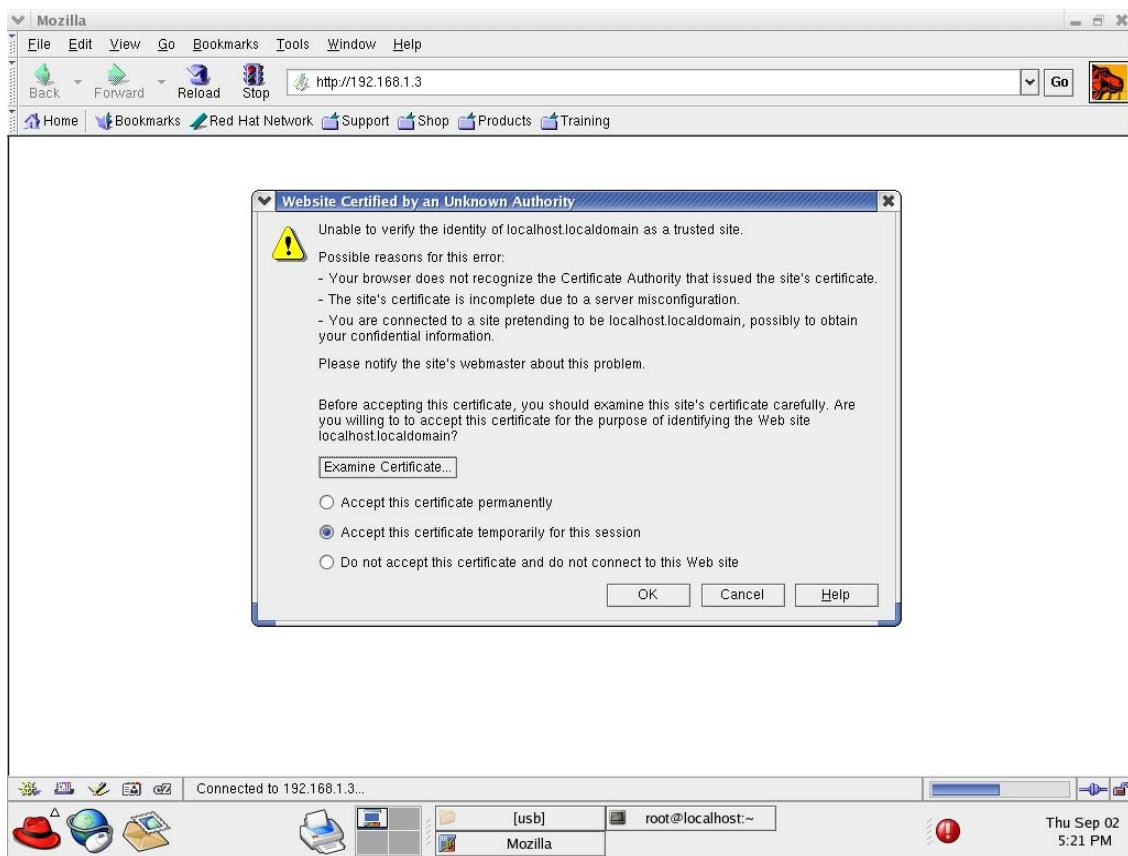 Mozilla
File Edit View Go Bookmarks Tools Window Help
Back Forward Reload Stop http://192.168.1.3 Go
Home Bookmarks Red Hat Network Support Shop Products Training
Website Certified by an Unknown Authority
Unable to verify the identity of localhost.localdomain as a trusted site.
Possible reasons for this error:
- Your browser does not recognize the Certificate Authority that issued the site's certificate.
- The site's certificate is incomplete due to a server misconfiguration.
- You are connected to a site pretending to be localhost.localdomain, possibly to obtain
your confidential information.
Please notify the site's webmaster about this problem.
Before accepting this certificate, you should examine this site's certificate carefully. Are
you willing to to accept this certificate for the purpose of identifying the Web site
localhost.localdomain?
Examine Certificate...
Accept this certificate permanently
Accept this certificate temporarily for this session
Do not accept this certificate and do not connect to this Web site
OK Cancel Help
Connected to 192.168.1.3...
[usb] root@localhost:~
Mozilla
Thu Sep 02
5:21 PM